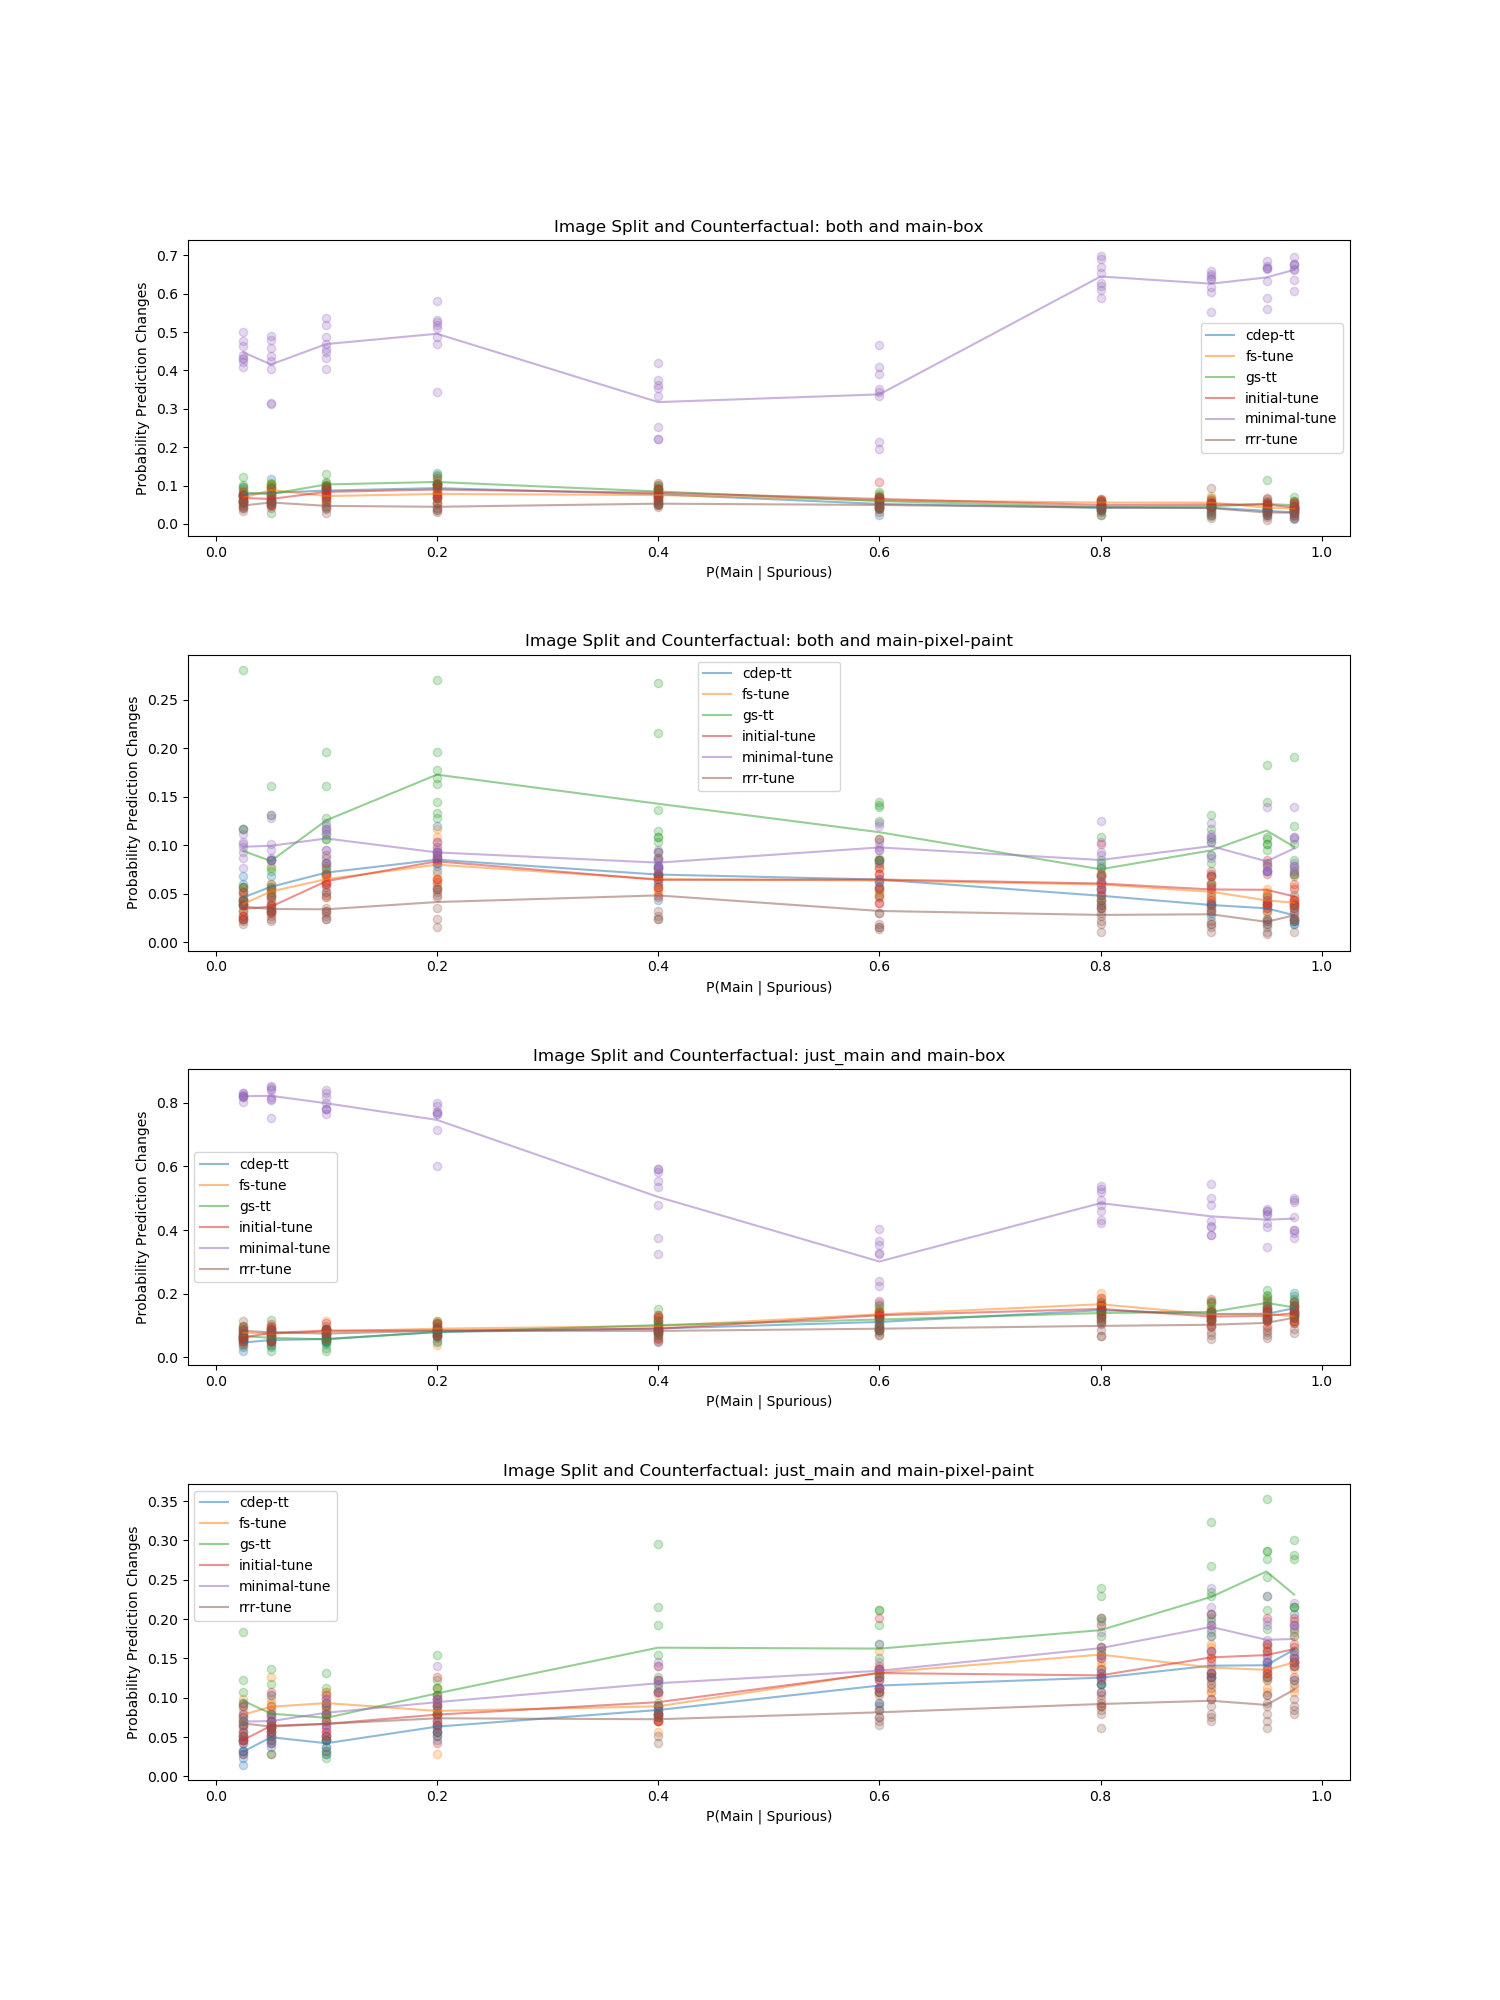 Image Split and Counterfactual: both and main-box
Probability Prediction Changes
0.7
0.6
0.5
0.4
0.3
0.2
0.1
0.0
cdep-tt
fs-tune
gs-tt
initial-tune
minimal-tune
rrr-tune
0.0 0.2 0.4 0.6 0.8 1.0
P(Main | Spurious)
Image Split and Counterfactual: both and main-pixel-paint
Probability Prediction Changes
0.25
0.20
0.15
0.10
0.05
0.00
cdep-tt
fs-tune
gs-tt
initial-tune
minimal-tune
rrr-tune
0.0 0.2 0.4 0.6 0.8 1.0
P(Main | Spurious)
Image Split and Counterfactual: just_main and main-box
Probability Prediction Changes
0.8
0.6
0.4
0.2
0.0
cdep-tt
fs-tune
gs-tt
initial-tune
minimal-tune
rrr-tune
0.0 0.2 0.4 0.6 0.8 1.0
P(Main | Spurious)
Image Split and Counterfactual: just_main and main-pixel-paint
Probability Prediction Changes
0.35
0.30
0.25
0.20
0.15
0.10
0.05
0.00
cdep-tt
fs-tune
gs-tt
initial-tune
minimal-tune
rrr-tune
0.0 0.2 0.4 0.6 0.8 1.0
P(Main | Spurious)